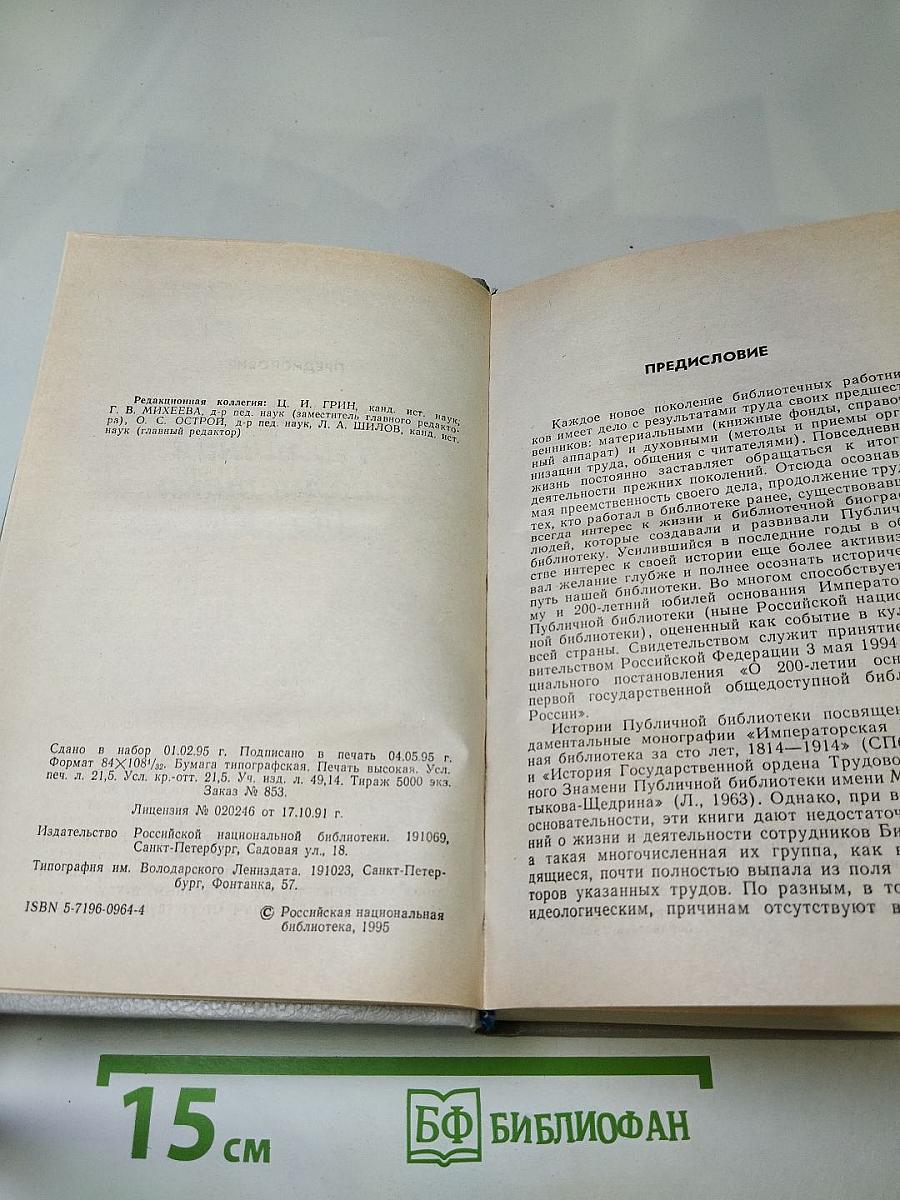 Редакционная коллегия: Ц. И. ГРИН, канд. ист. наук,
Г. В. МИХЕЕВА, д-р пед. наук (заместитель главного редакто-
ра), О. С. ОСТРОЙ, д-р пед. наук, Л. А. ШИЛОВ, канд. ист.
наук (главный редактор)
Сдано в набор 01.02.95 г. Подписано в печать 04.05.95 г.
Формат 84×108¹/₃₂. Бумага типографская. Печать высокая. Усл.
печ. л. 21,5. Усл. кр.-отт. 21,5. Уч. изд. л. 49,14. Тираж 5000 экз.
Заказ № 853.
Лицензия № 020246 от 17.10.91 г.
Издательство Российской национальной библиотеки. 191069,
Санкт-Петербург, Садовая ул., 18.
Типография им. Володарского Лениздата. 191023, Санкт-Петер-
бург, Фонтанка, 57.
ISBN 5-7196-0964-4
© Российская национальная
библиотека, 1995
ПРЕДИСЛОВИЕ
Каждое новое поколение библиотечных работни
ков имеет дело с результатами труда своих предшест
венников: материальными (книжные фонды, справо
ный аппарат) и духовными (методы и приемы орг
низации труда, общения с читателями). Повседнев
жизнь постоянно заставляет обращаться к итог
деятельности прежних поколений. Отсюда осознав
мая преемственность своего дела, продолжение тру
тех, кто работал в библиотеке ранее, существовав
всегда интерес к жизни и библиотечной биогра
людей, которые создавали и развивали Публич
библиотеку. Усилившийся в последние годы в об
стве интерес к своей истории еще более активиз
вал желание глубже и полнее осознать историче
путь нашей библиотеки. Во многом способствует
му и 200-летний юбилей основания Императо
Публичной библиотеки (ныне Российской нацио
ной библиотеки), оцененный как событие в кул
всей страны. Свидетельством служит принятие
вительством Российской Федерации 3 мая 1994
циального постановления «О 200-летии осн
первой государственной общедоступной библ
России».
Истории Публичной библиотеки посвящен
даментальные монографии «Императорская
ная библиотека за сто лет, 1814—1914» (СПб
и «История Государственной ордена Трудово
ного Знамени Публичной библиотеки имени М
тыкова-Щедрина» (Л., 1963). Однако, при в
основательности, эти книги дают недостаточ
ний о жизни и деятельности сотрудников Би
а такая многочисленная их группа, как
дящиеся, почти полностью выпала из поля
торов указанных трудов. По разным, в то
идеологическим, причинам отсутствуют в
15 см
БФ БИБЛИОФАН